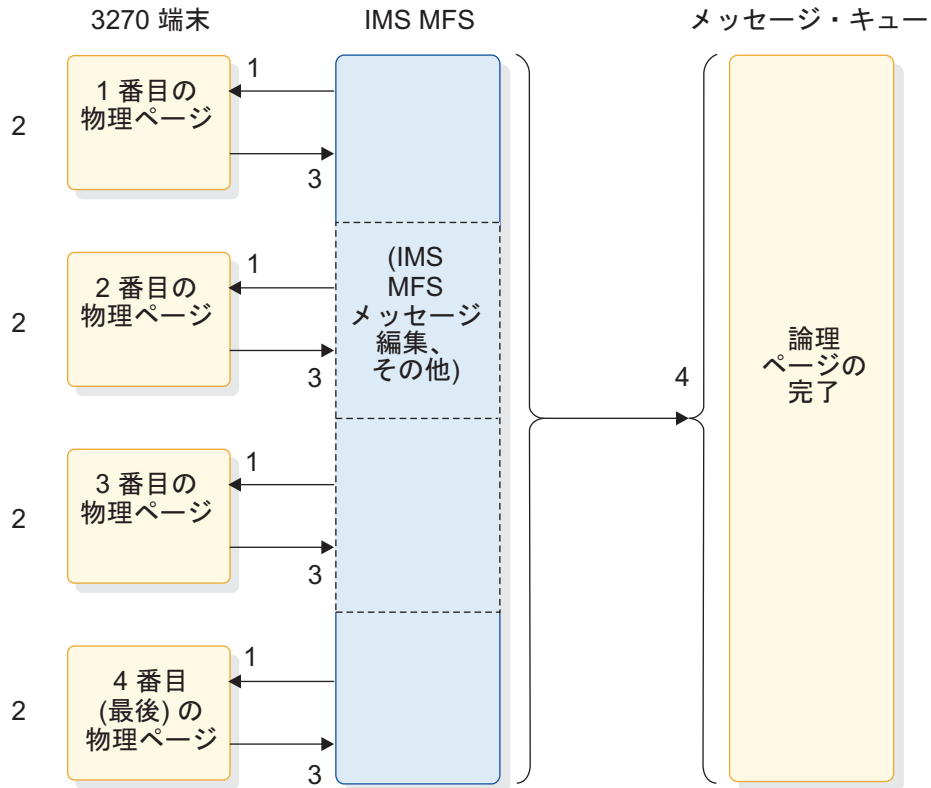 3270 端末
IMS MFS
メッセージ・キュー
1
1 番目の
物理ページ
2
3
1
2 番目の
物理ページ
2
3
(IMS
MFS
メッセージ
編集、
その他)
4
論理
ページの
完了
1
3 番目の
物理ページ
2
3
1
4 番目
(最後) の
物理ページ
2
3